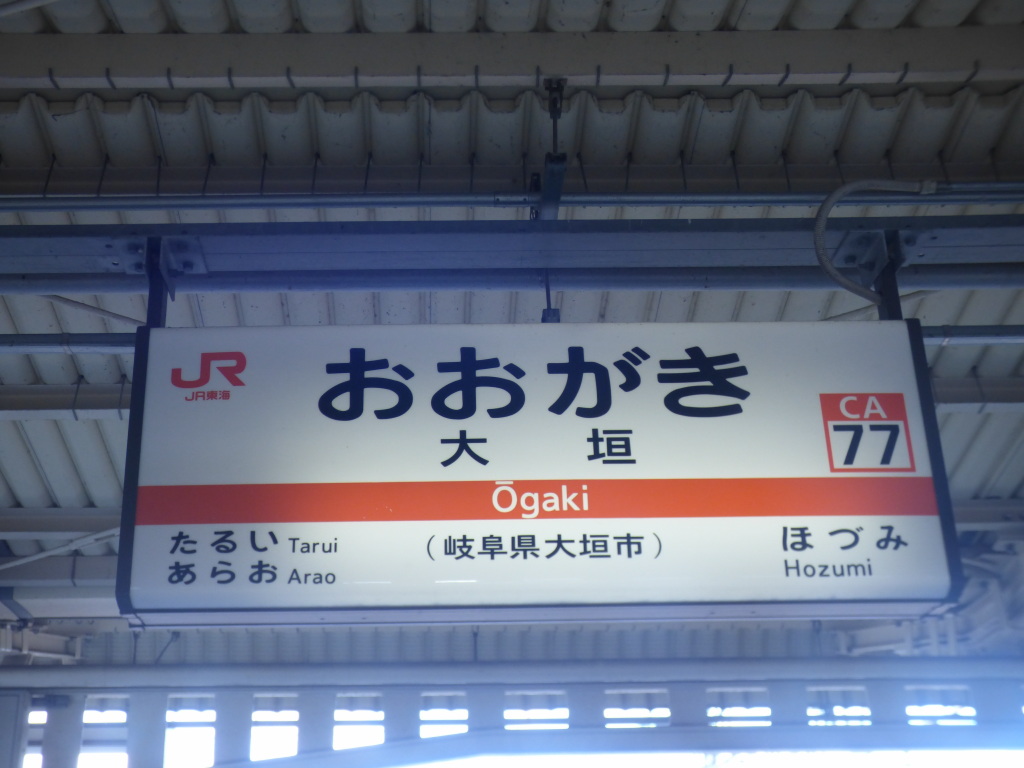 JR
JR東海
おおがき
大垣
CA
77
Ōgaki
たるい Tarui
あらお Arao
(岐阜県大垣市)
ほづみ
Hozumi